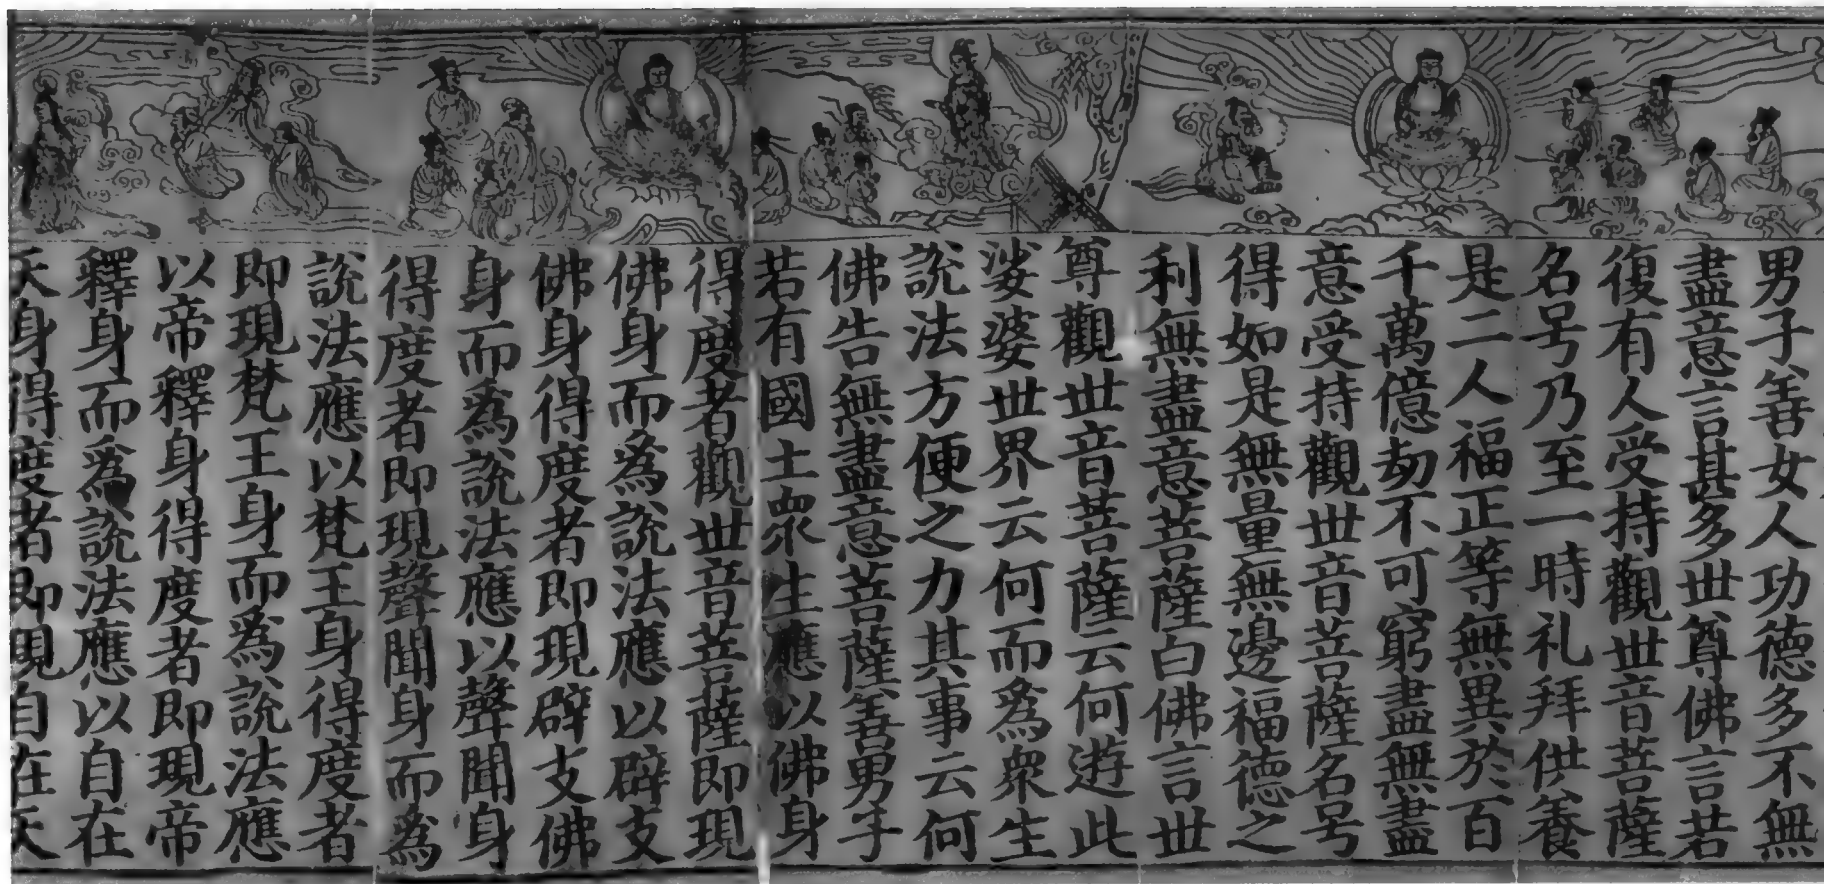 男子善女人功德多不無
盡意言甚多世尊佛言若
復有人受持觀世音菩薩
名号乃至一時礼拜供養
是二人福正等無異於百
千萬億劫不可窮盡無盡
意受持觀世音菩薩名号
得如是無量無邊福德之
利無盡意菩薩白佛言世
尊觀世音菩薩云何遊此
娑婆世界云何而爲衆生
說法方便之力其事云何
佛告無盡意菩薩善男子
若有國土衆生應以佛身
得度者觀世音菩薩即現
佛身而爲說法應以辟支
佛身得度者即現辟支佛
身而爲說法應以聲聞身
得度者即現聲聞身而爲
說法應以梵王身得度者
即現梵王身而爲說法應
以帝釋身得度者即現帝
釋身而爲說法應以自在
天身得度者即現自在天